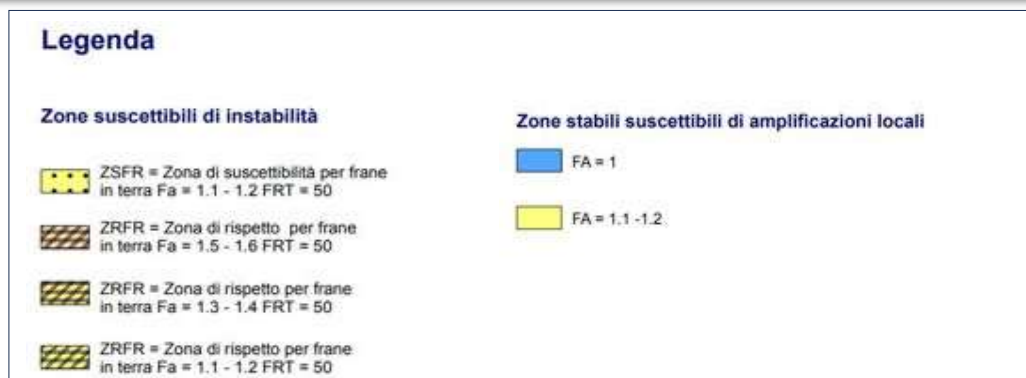 Legenda
Zone suscettibili di instabilità
ZSFR = Zona di suscettibilità per frane
in terra Fa = 1.1 - 1.2 FRT = 50
ZRFR = Zona di rispetto per frane
in terra Fa = 1.5 - 1.6 FRT = 50
ZRFR = Zona di rispetto per frane
in terra Fa = 1.3 - 1.4 FRT = 50
ZRFR = Zona di rispetto per frane
in terra Fa = 1.1 - 1.2 FRT = 50
Zone stabili suscettibili di amplificazioni locali
FA = 1
FA = 1.1 -1.2